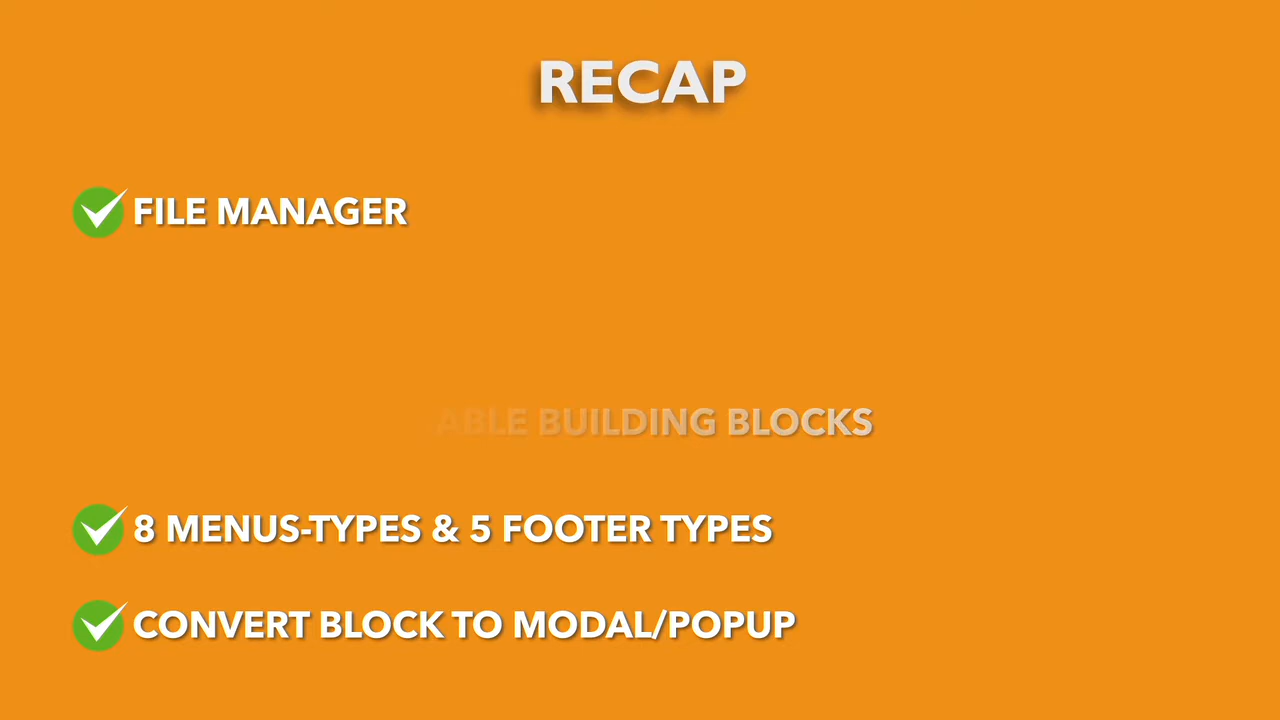 RECAP
FILE MANAGER
ABLE BUILDING BLOCKS
8 MENUS-TYPES & 5 FOOTER TYPES
CONVERT BLOCK TO MODAL/POPUP